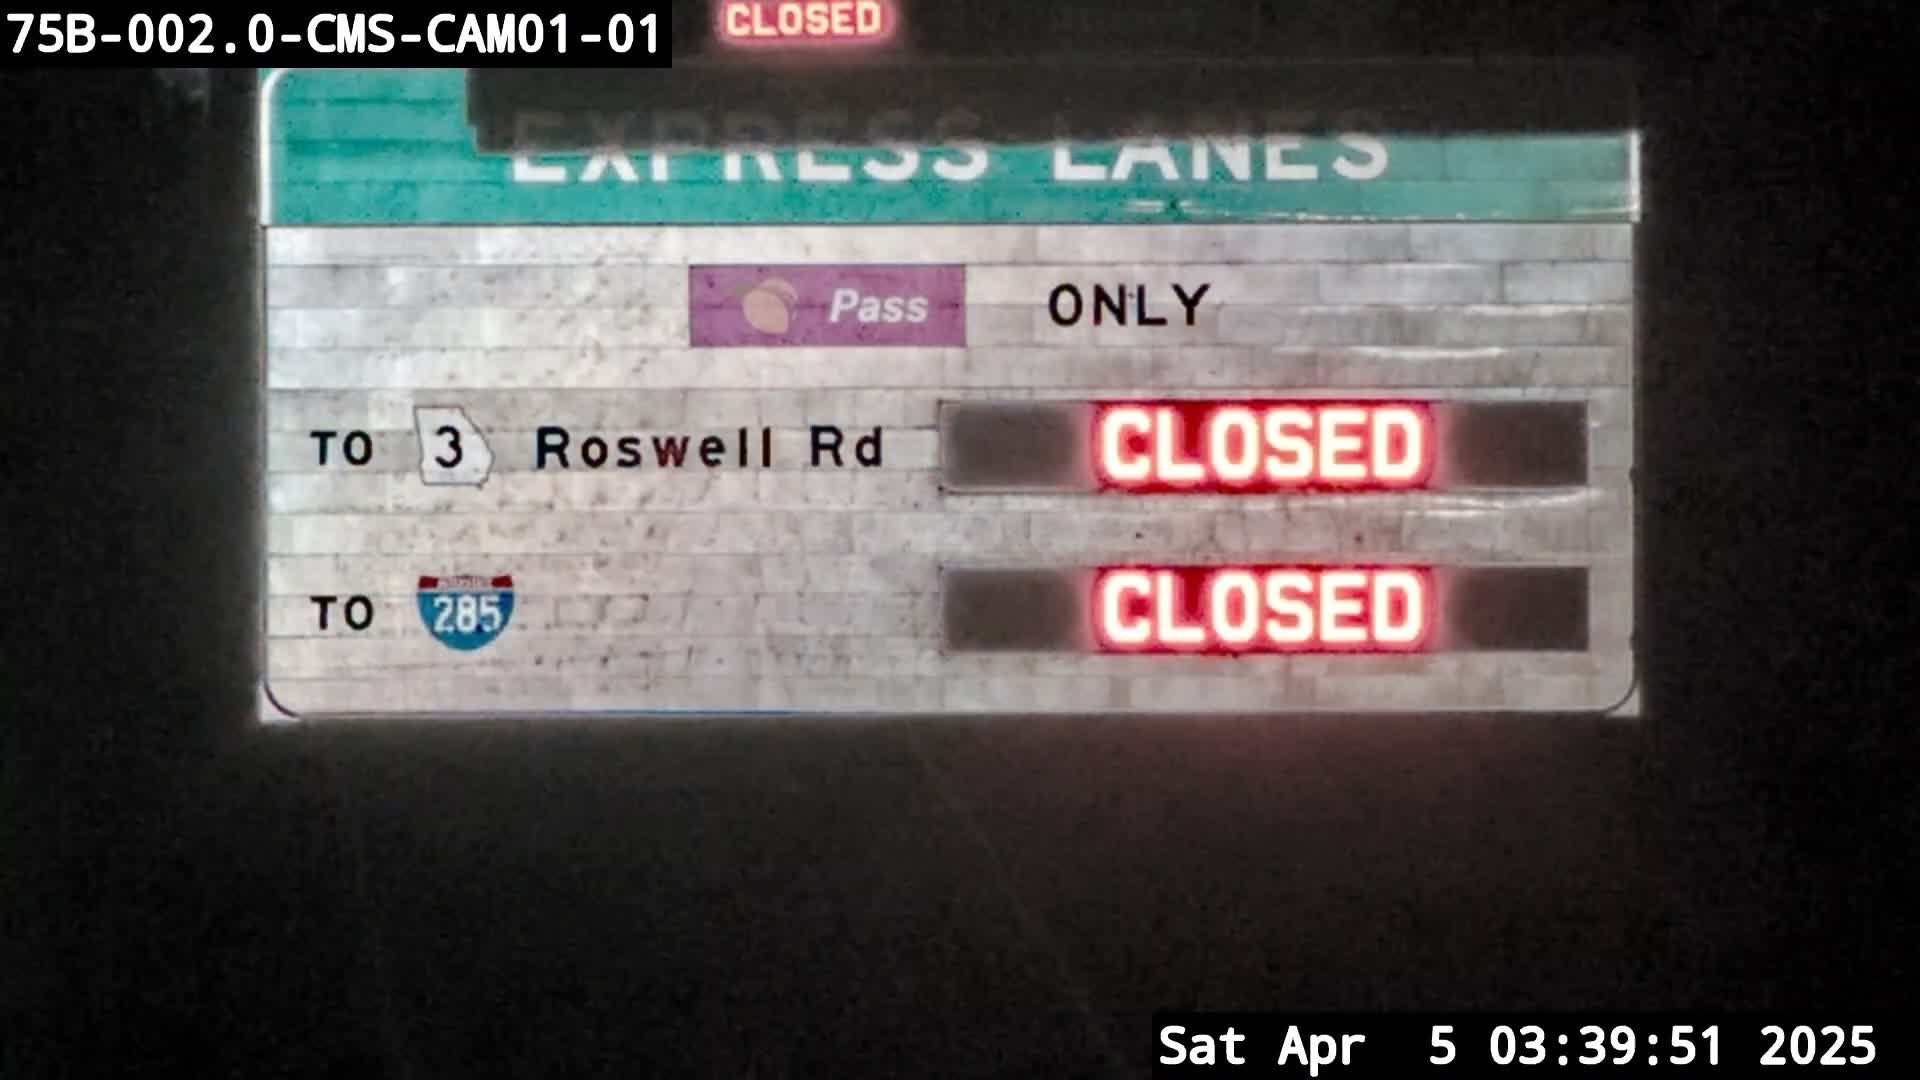 75B-002.0-CMS-CAM01-01
CLOSED
EXPRESS LANES
Pass ONLY
TO 3 Roswell Rd CLOSED
TO 285 CLOSED
Sat Apr 5 03:39:51 2025